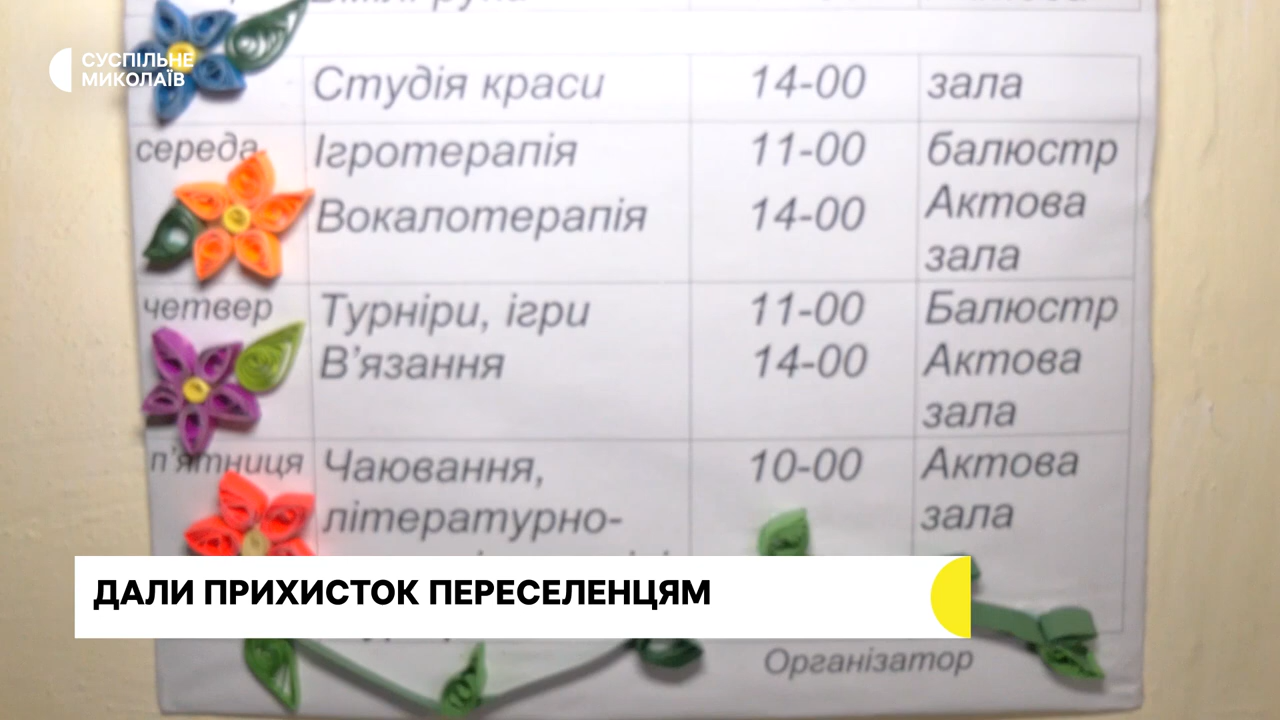 СУСПІЛЬНЕ
МИКОЛАЇВ
Студія краси 14-00 зала
середа Ігротерапія 11-00 балюстр
Вокалотерапія 14-00 Актова
зала
четвер Турніри, ігри 11-00 Балюстр
В’язання 14-00 Актова
зала
п’ятниця Чаювання, 10-00 Актова
літературно- зала
ДАЛИ ПРИХИСТОК ПЕРЕСЕЛЕНЦЯМ
Організатор